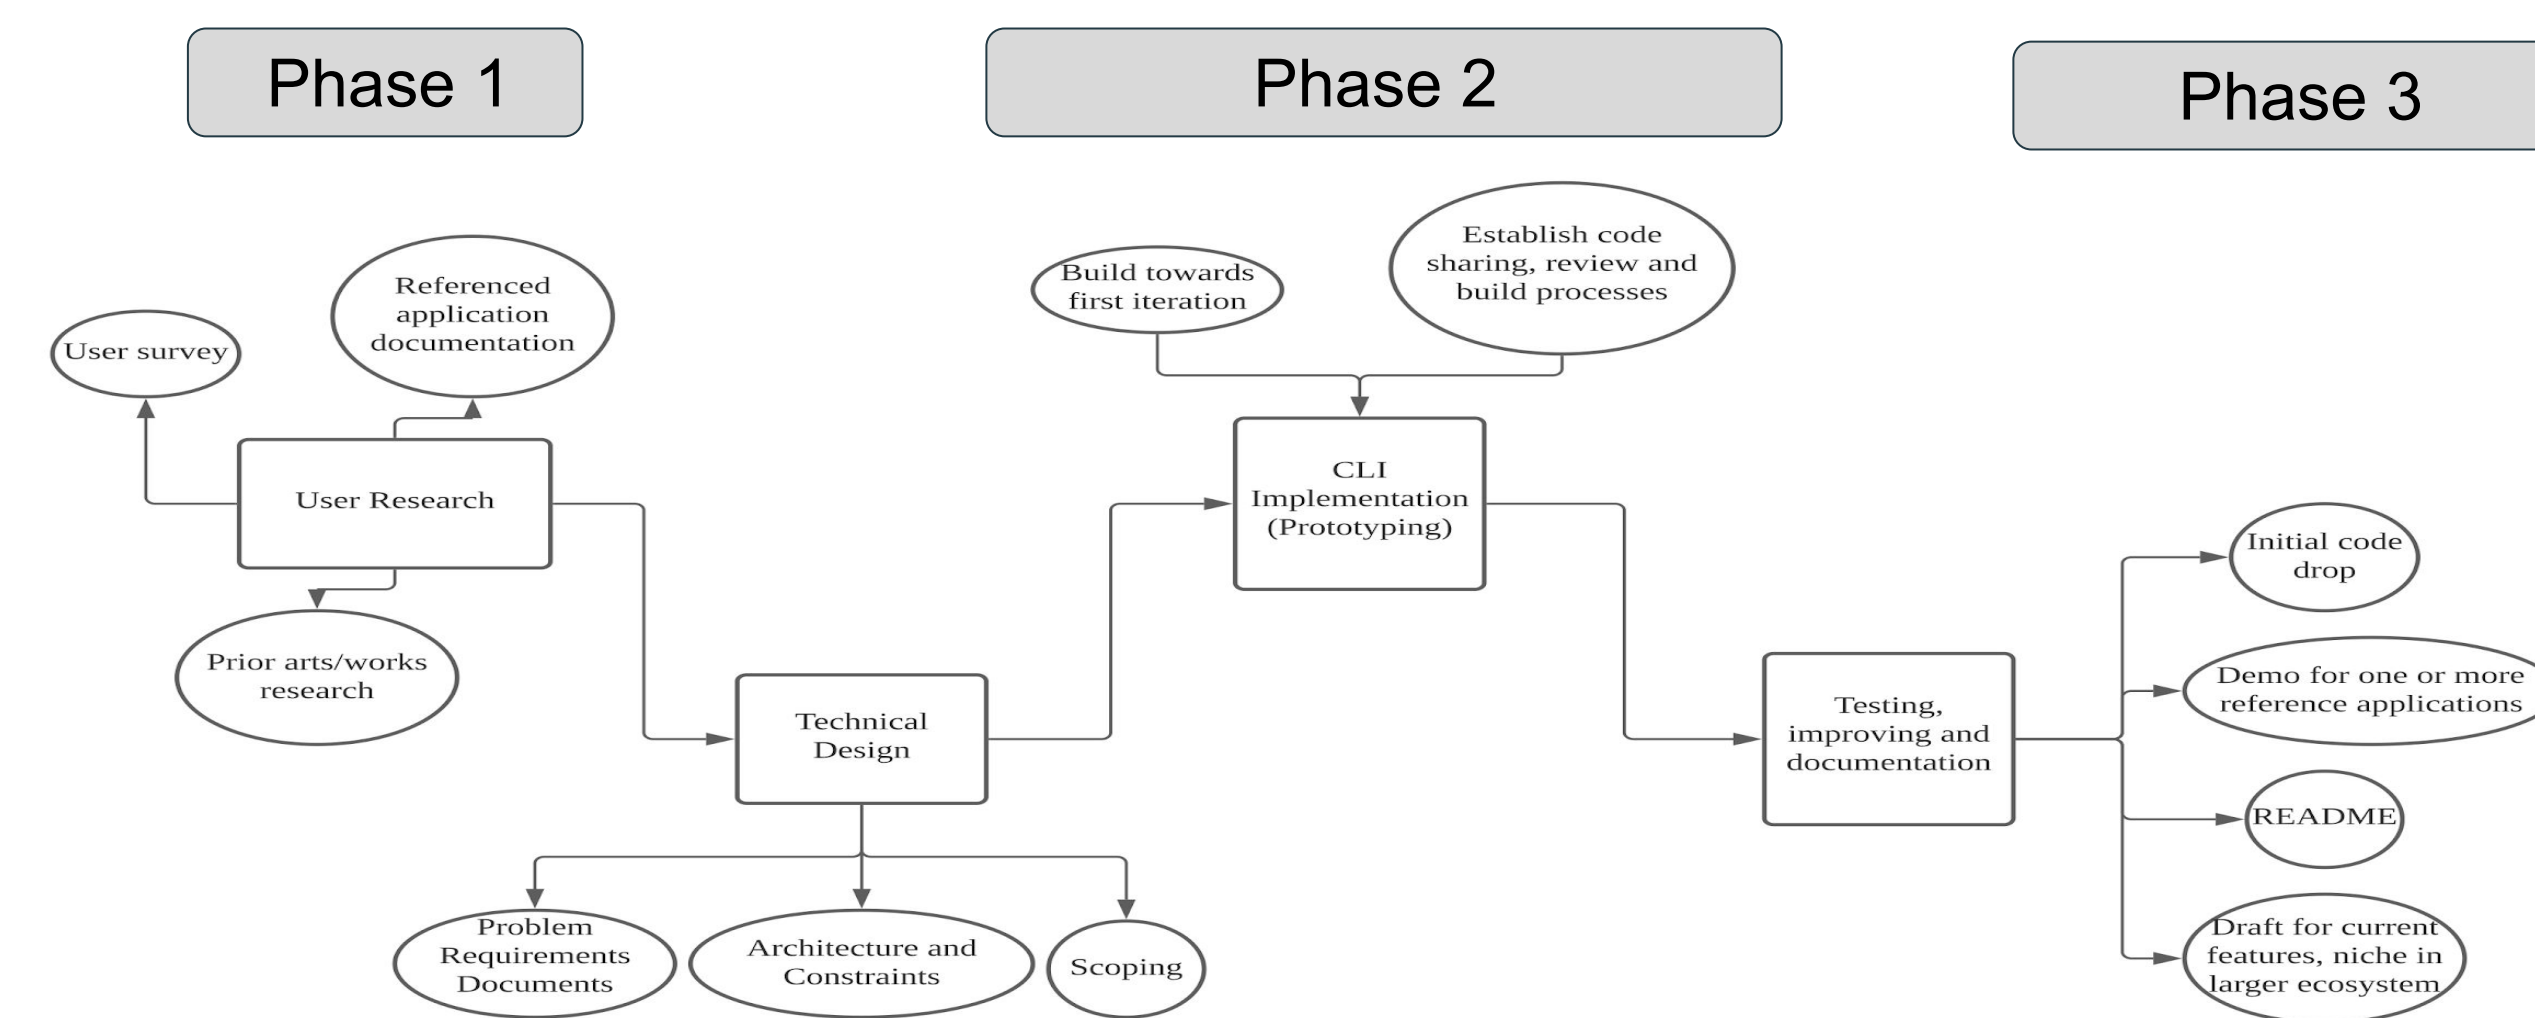 Phase 1
Phase 2
Phase 3
User survey
Referenced
application
documentation
User Research
Prior arts/works
research
Technical
Design
Problem
Requirements
Documents
Architecture and
Constraints
Scoping
Build towards
first iteration
Establish code
sharing, review and
build processes
CLI
Implementation
(Prototyping)
Testing,
improving and
documentation
Initial code
drop
Demo for one or more
reference applications
README
Draft for current
features, niche in
larger ecosystem